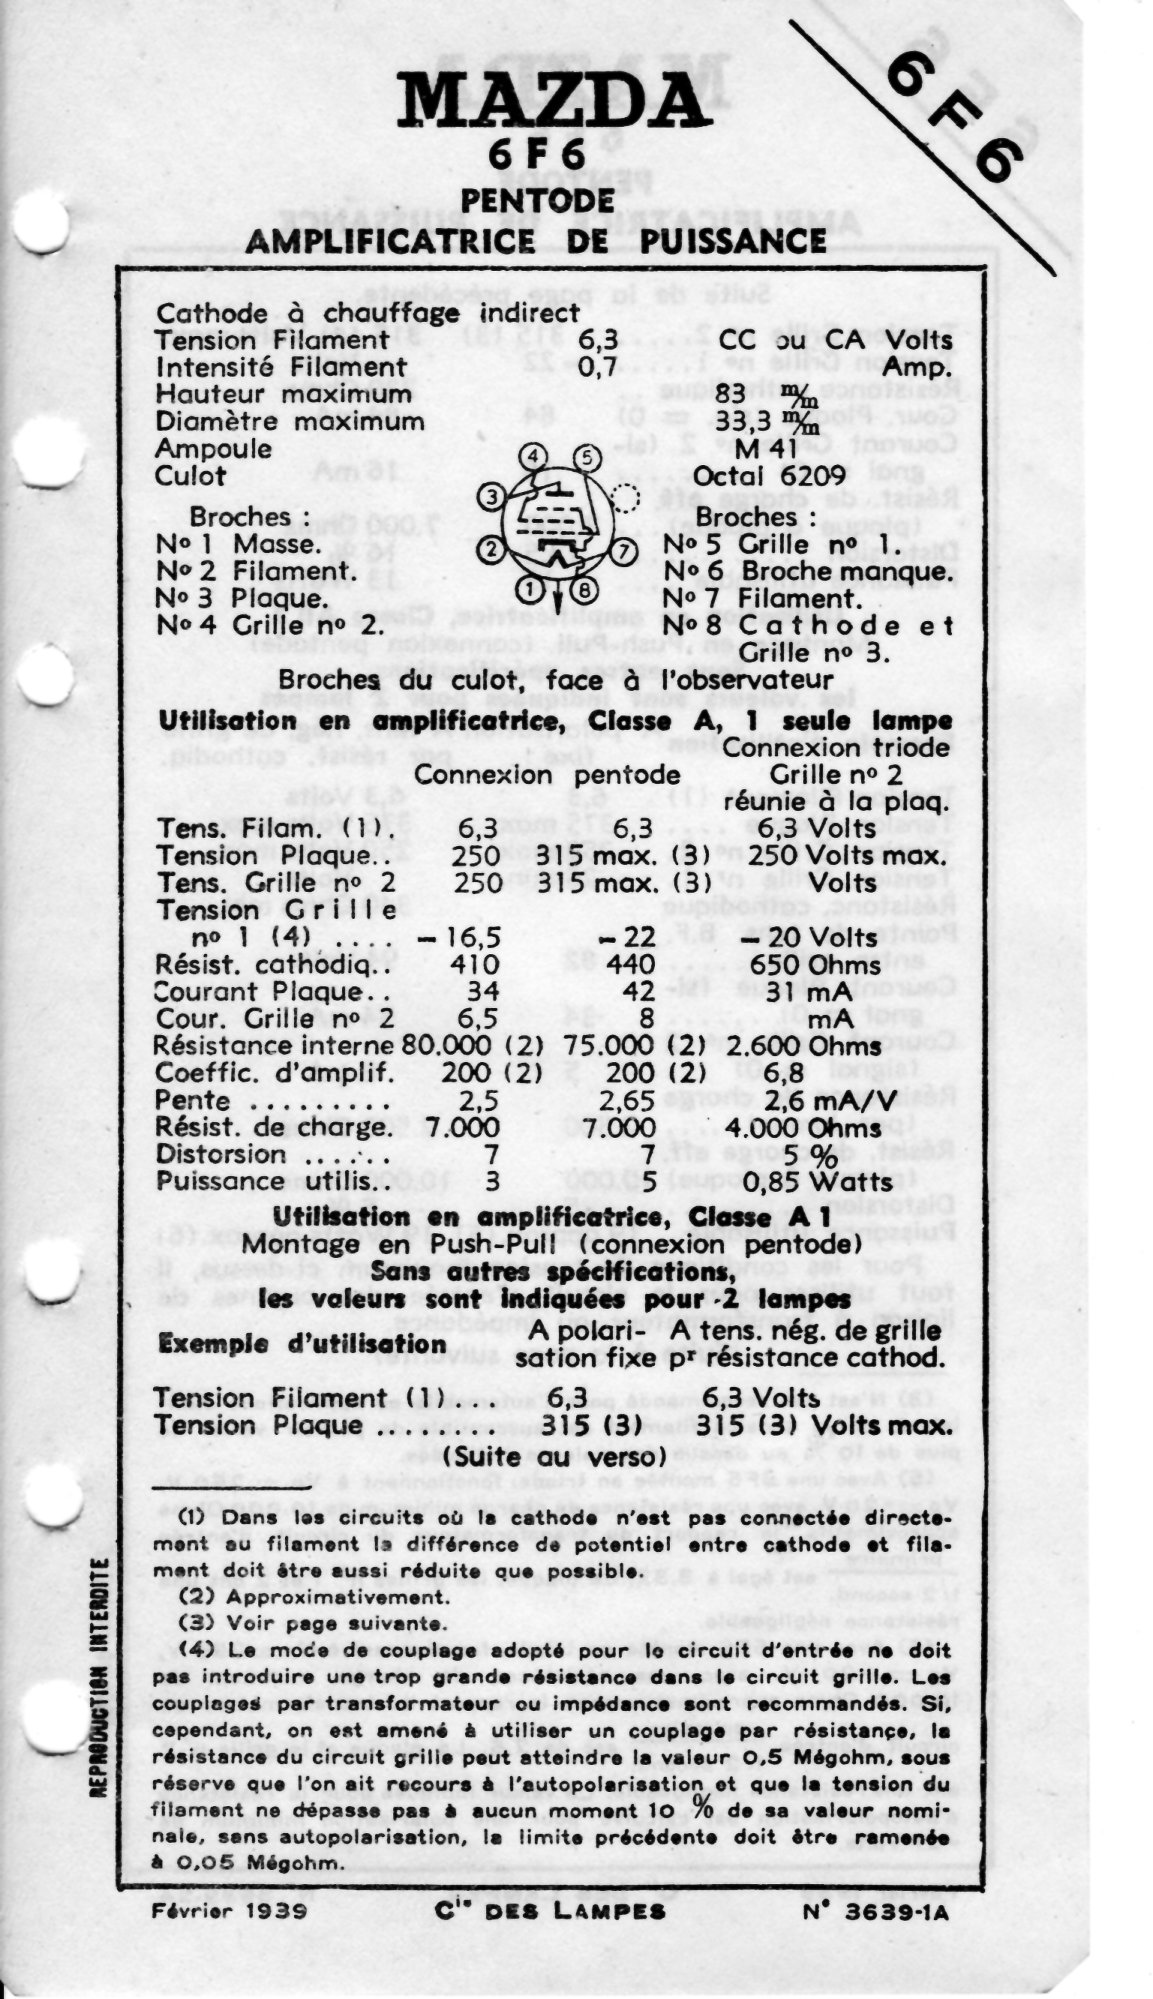 6F6
MAZDA
6F6
PENTODE
AMPLIFICATRICE DE PUISSANCE
Cathode à chauffage indirect
Tension Filament 6,3 CC ou CA Volts
Intensité Filament 0,7 Amp.
Hauteur maximum 83 m/m
Diamètre maximum 33,3 m/m
Ampoule M 41
Culot Octal 6209
4 5
3
2 7
1 8
Broches : Broches :
Nº 1 Masse. Nº 5 Grille nº 1.
Nº 2 Filament. Nº 6 Broche manque.
Nº 3 Plaque. Nº 7 Filament.
Nº 4 Grille nº 2. Nº 8 Cathode et
Grille nº 3.
Broches du culot, face à l'observateur
Utilisation en amplificatrice, Classe A, 1 seule lampe
Connexion triode
Connexion pentode Grille nº 2
réunie à la plaq.
Tens. Filam. (1). 6,3 6,3 6,3 Volts
Tension Plaque.. 250 315 max. (3) 250 Volts max.
Tens. Grille nº 2 250 315 max. (3) Volts
Tension Grille
nº 1 (4) .... – 16,5 – 22 – 20 Volts
Résist. cathodiq.. 410 440 650 Ohms
Courant Plaque.. 34 42 31 mA
Cour. Grille nº 2 6,5 8 mA
Résistance interne 80.000 (2) 75.000 (2) 2.600 Ohms
Coeffic. d'amplif. 200 (2) 200 (2) 6,8
Pente ......... 2,5 2,65 2,6 mA/V
Résist. de charge. 7.000 7.000 4.000 Ohms
Distorsion ...... 7 7 5 %
Puissance utilis.. 3 5 0,85 Watts
Utilisation en amplificatrice, Classe A 1
Montage en Push-Pull (connexion pentode)
Sans autres spécifications,
les valeurs sont indiquées pour 2 lampes
Exemple d'utilisation A polari- A tens. nég. de grille
sation fixe pr résistance cathod.
Tension Filament (1). 6,3 6,3 Volts
Tension Plaque ........ 315 (3) 315 (3) Volts max.
(Suite au verso)
(1) Dans les circuits où la cathode n'est pas connectée directe-
ment au filament la différence de potentiel entre cathode et fila-
ment doit être aussi réduite que possible.
(2) Approximativement.
(3) Voir page suivante.
(4) Le mode de couplage adopté pour le circuit d'entrée ne doit
pas introduire une trop grande résistance dans le circuit grille. Les
couplages par transformateur ou impédance sont recommandés. Si,
cependant, on est amené à utiliser un couplage par résistance, la
résistance du circuit grille peut atteindre la valeur 0,5 Mégohm, sous
réserve que l'on ait recours à l'autopolarisation et que la tension du
filament ne dépasse pas à aucun moment 10 % de sa valeur nomi-
nale, sans autopolarisation, la limite précédente doit être ramenée
à 0,05 Mégohm.
REPRODUCTION INTERDITE
Février 1939 Cie DES LAMPES N° 3639-1A